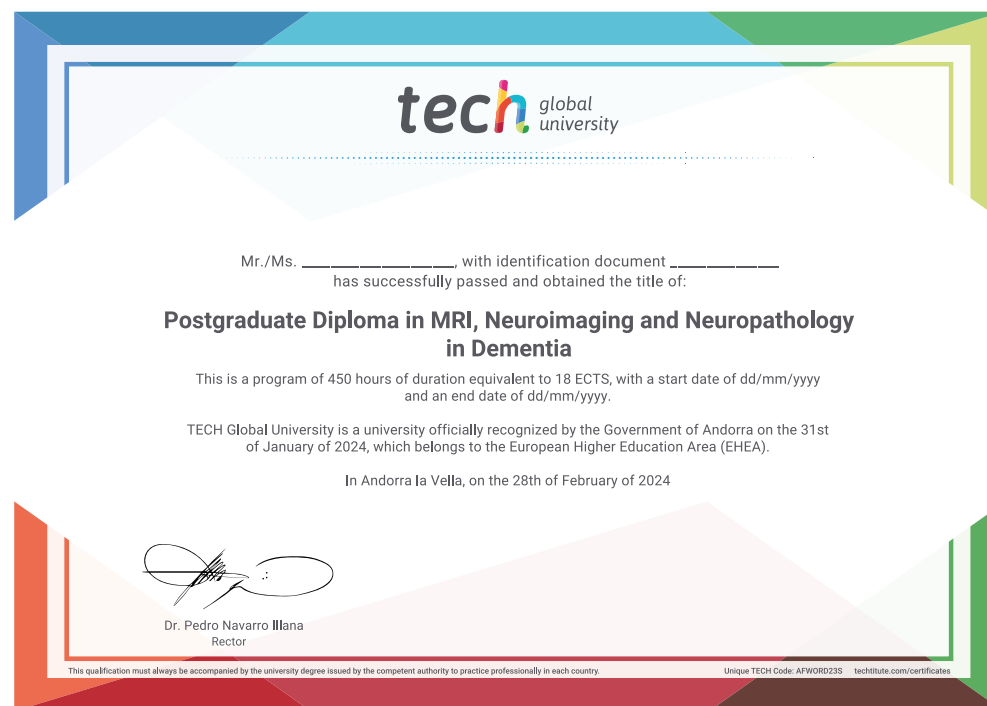 tech global university
Mr./Ms. ____________________, with identification document ______________
has successfully passed and obtained the title of:
Postgraduate Diploma in MRI, Neuroimaging and Neuropathology
in Dementia
This is a program of 450 hours of duration equivalent to 18 ECTS, with a start date of dd/mm/yyyy
and an end date of dd/mm/yyyy.
TECH Global University is a university officially recognized by the Government of Andorra on the 31st
of January of 2024, which belongs to the European Higher Education Area (EHEA).
In Andorra la Vella, on the 28th of February of 2024
Dr. Pedro Navarro Illana
Rector
This qualification must always be accompanied by the university degree issued by the competent authority to practice professionally in each country.
Unique TECH Code: AFWORD23S techtitute.com/certificates